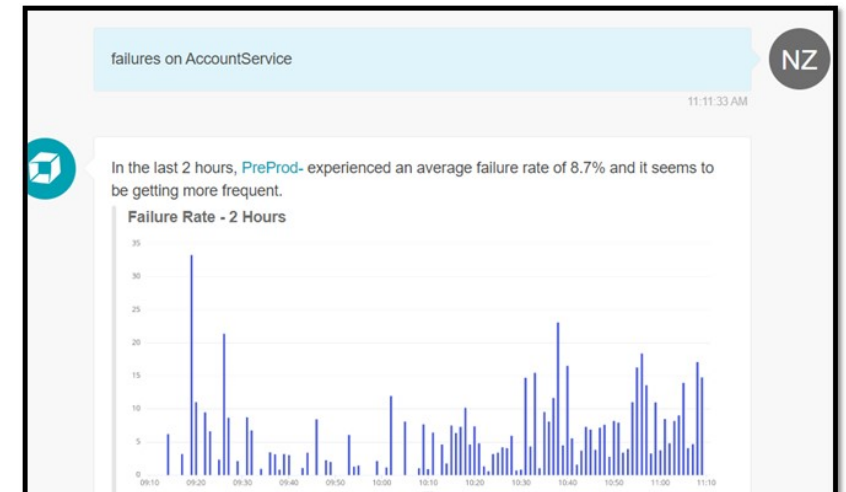 failures on AccountService
NZ
11:11:33 AM
In the last 2 hours, PreProd- experienced an average failure rate of 8.7% and it seems to
be getting more frequent.
Failure Rate - 2 Hours
35
30
25
20
15
10
5
0
09:10 09:20 09:30 09:40 09:50 10:00 10:10 10:20 10:30 10:40 10:50 11:00 11:10